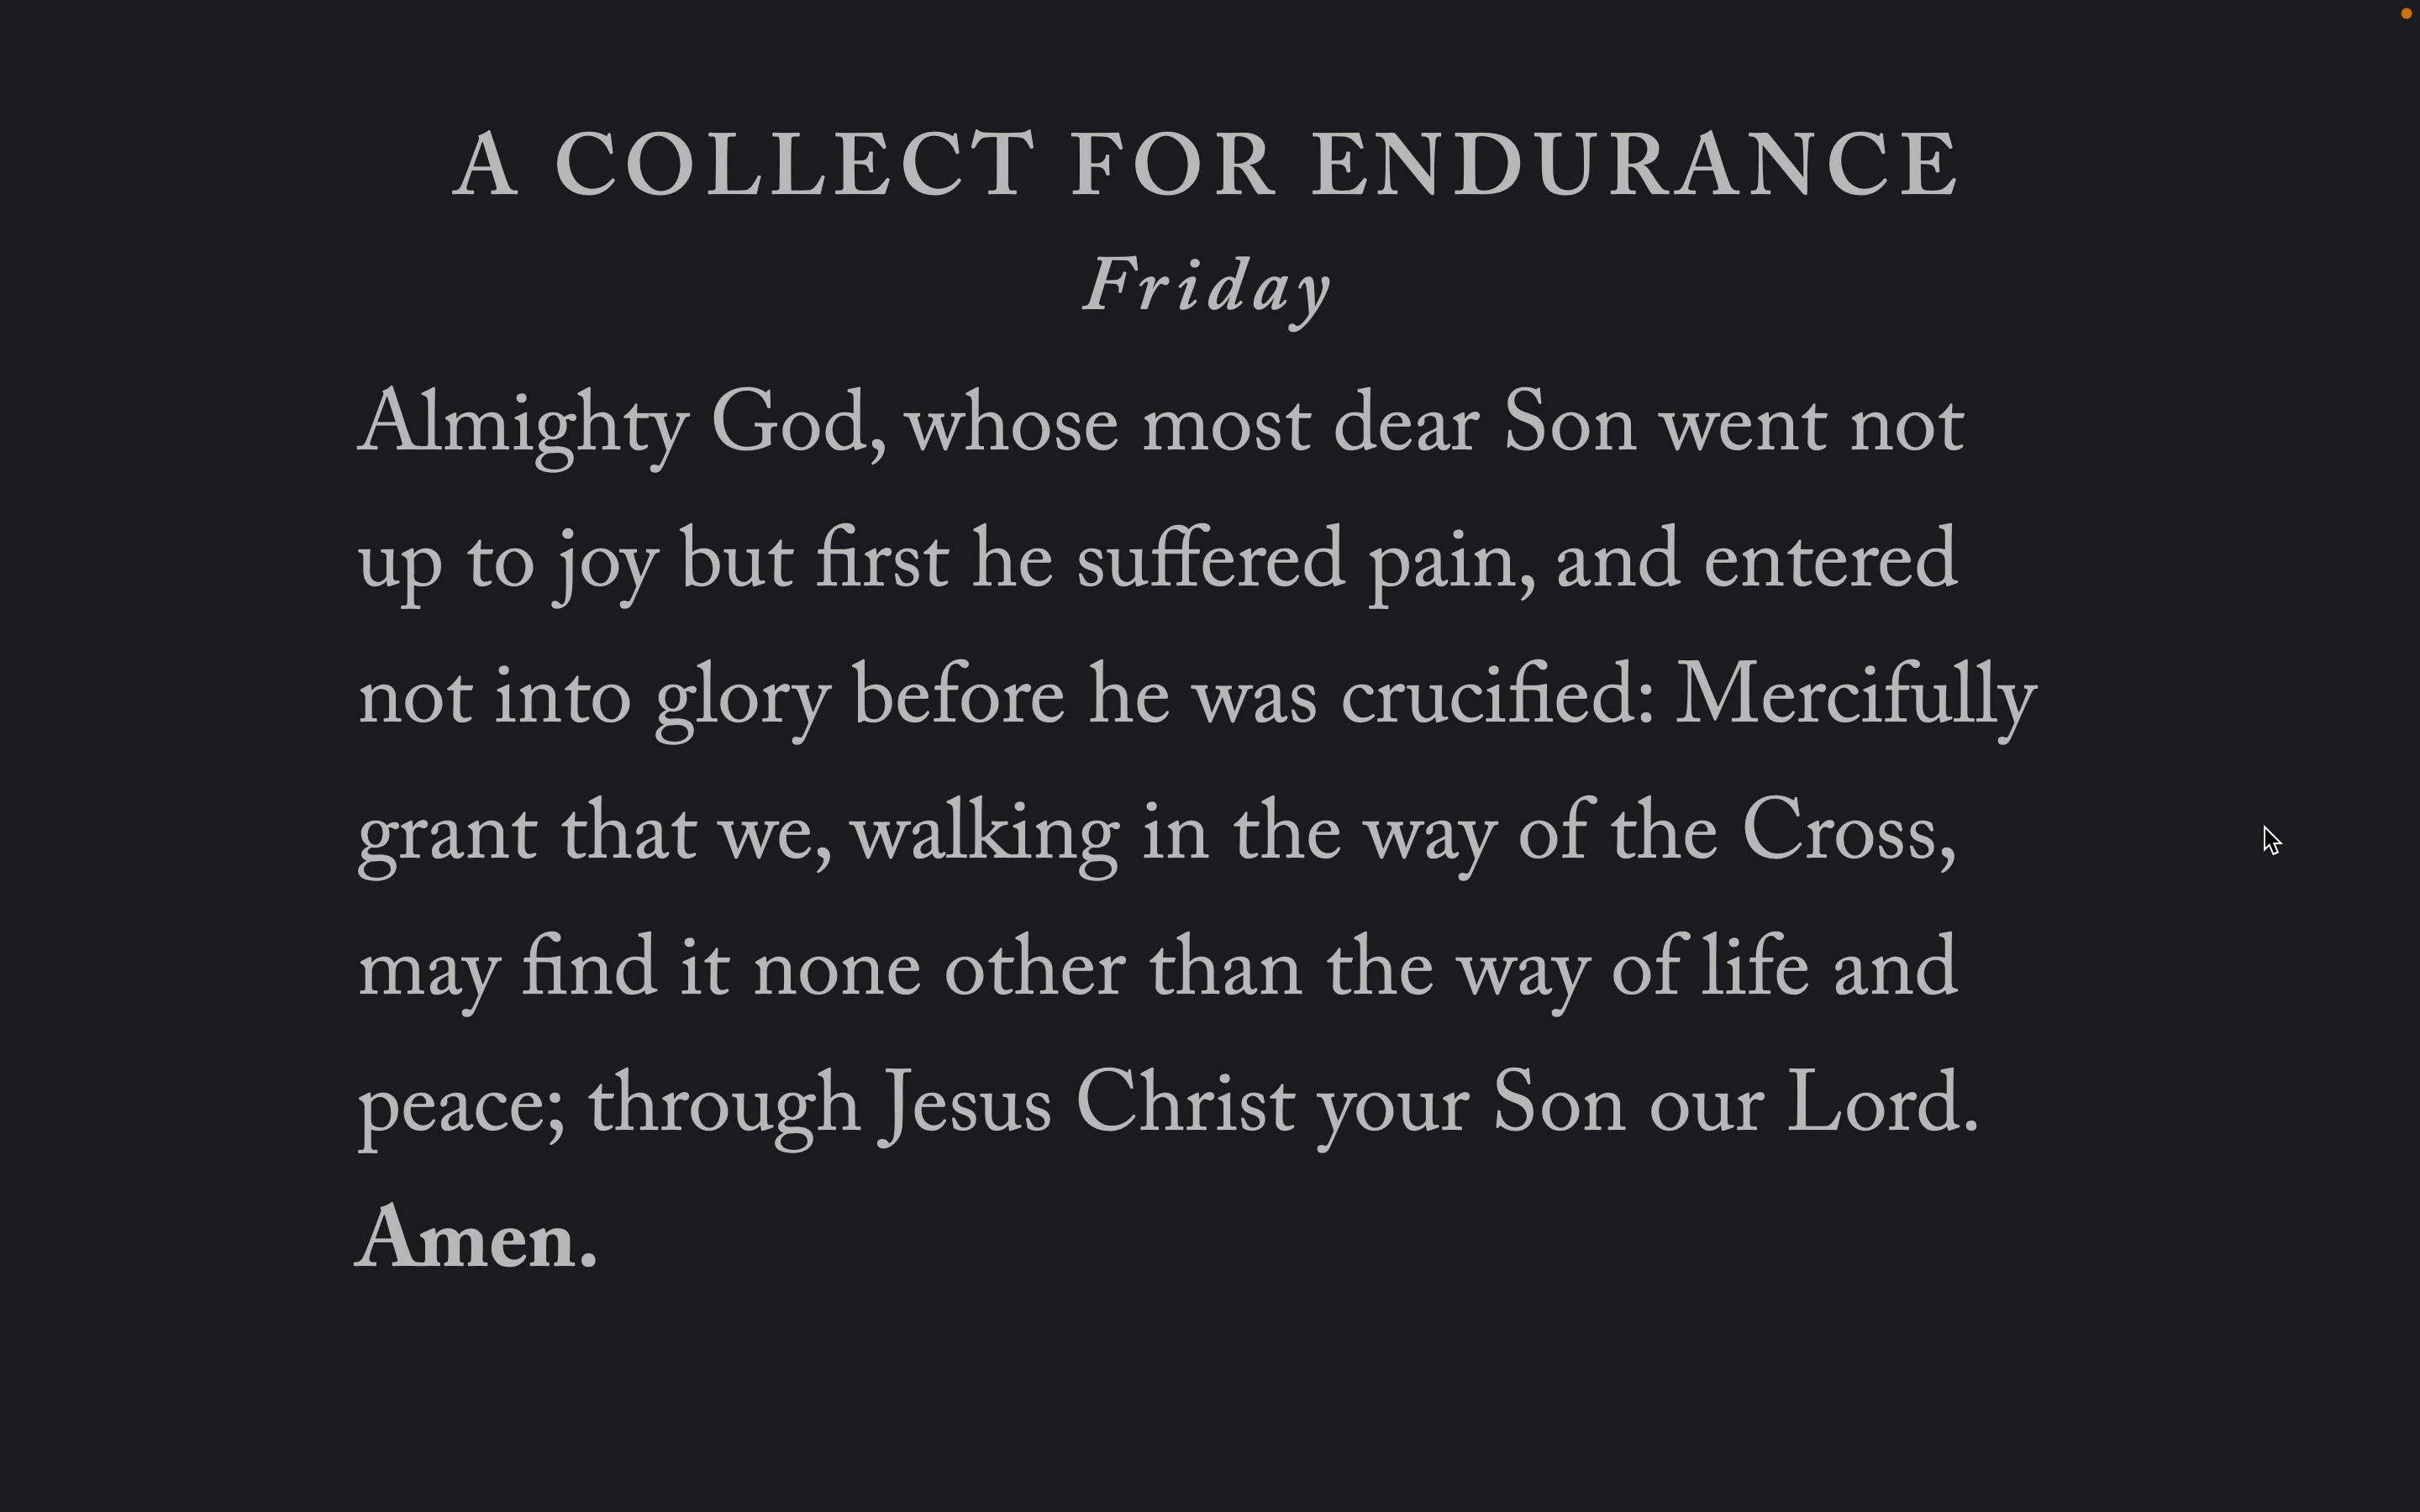 A COLLECT FOR ENDURANCE
Friday
Almighty God, whose most dear Son went not
up to joy but first he suffered pain, and entered
not into glory before he was crucified: Mercifully
grant that we, walking in the way of the Cross,
may find it none other than the way of life and
peace; through Jesus Christ your Son our Lord.
Amen.